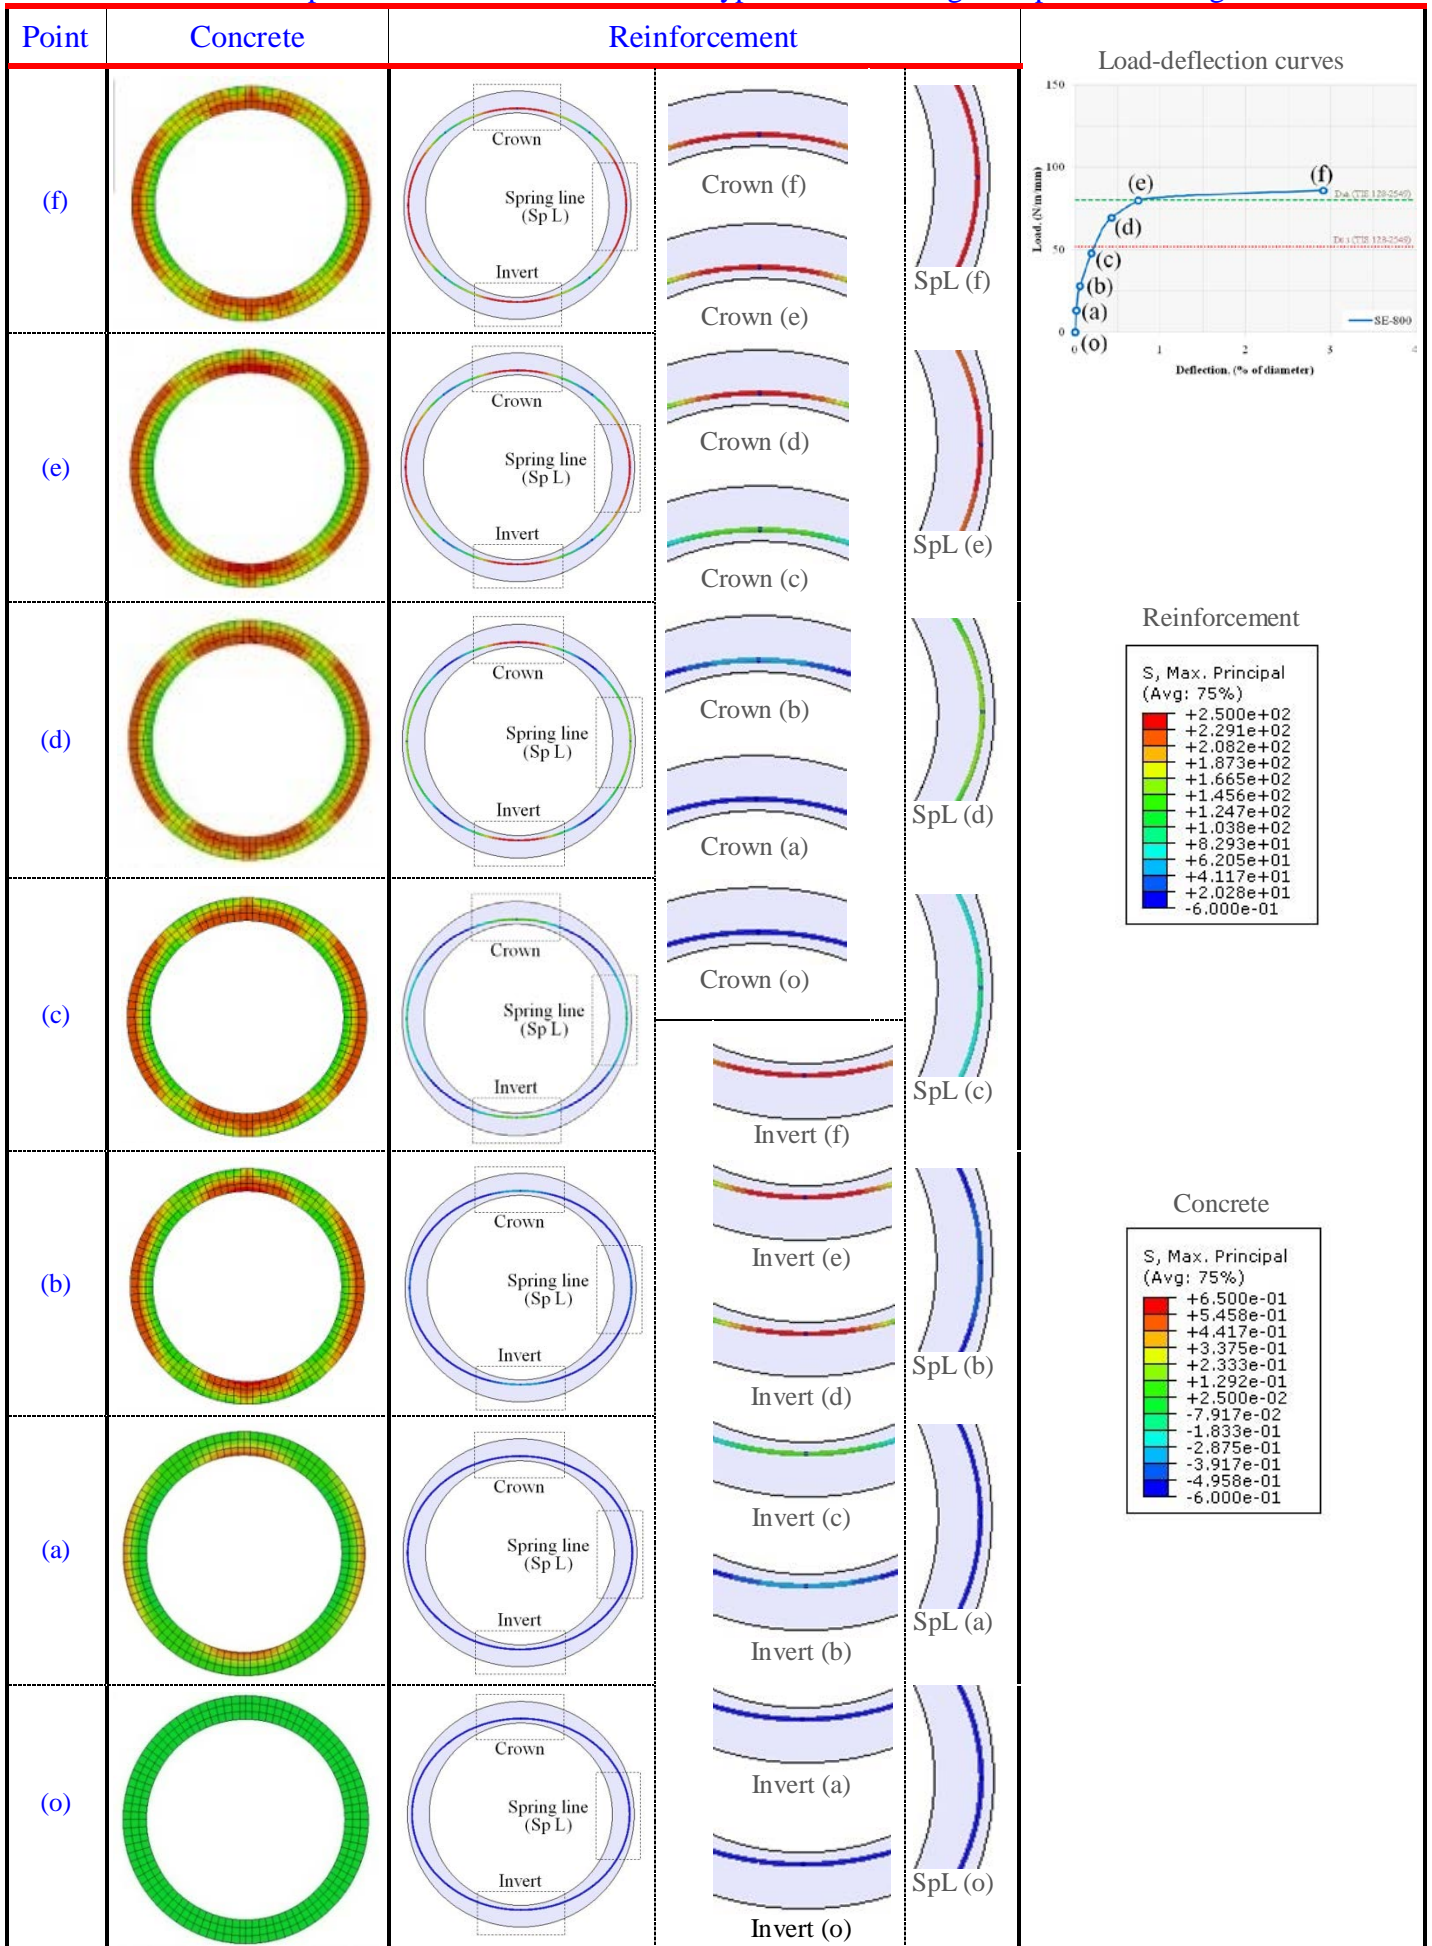 Point
Concrete
Reinforcement
(f)
Crown
Spring line
(Sp L)
Invert
Crown (f)
Crown (e)
SpL (f)
(e)
Crown
Spring line
(Sp L)
Invert
Crown (d)
Crown (c)
SpL (e)
(d)
Crown
Spring line
(Sp L)
Invert
Crown (b)
Crown (a)
SpL (d)
(c)
Crown
Spring line
(Sp L)
Invert
Crown (o)
Invert (f)
SpL (c)
(b)
Crown
Spring line
(Sp L)
Invert
Invert (e)
Invert (d)
SpL (b)
(a)
Crown
Spring line
(Sp L)
Invert
Invert (c)
Invert (b)
SpL (a)
(o)
Crown
Spring line
(Sp L)
Invert
Invert (a)
Invert (o)
SpL (o)
Load-deflection curves
150
100
50
0
Load. (N/m/mm)
(f)
(e)
(d)
(c)
(b)
(a)
(o)
SE-800
0 1 2 3 4
Deflection. (% of diameter)
Reinforcement
S, Max. Principal
(Avg: 75%)
+2.500e+02
+2.291e+02
+2.082e+02
+1.873e+02
+1.665e+02
+1.456e+02
+1.247e+02
+1.038e+02
+8.293e+01
+6.205e+01
+4.117e+01
+2.028e+01
-6.000e-01
Concrete
S, Max. Principal
(Avg: 75%)
+6.500e-01
+5.458e-01
+4.417e-01
+3.375e-01
+2.333e-01
+1.292e-01
+2.500e-02
-7.917e-02
-1.833e-01
-2.875e-01
-3.917e-01
-4.958e-01
-6.000e-01